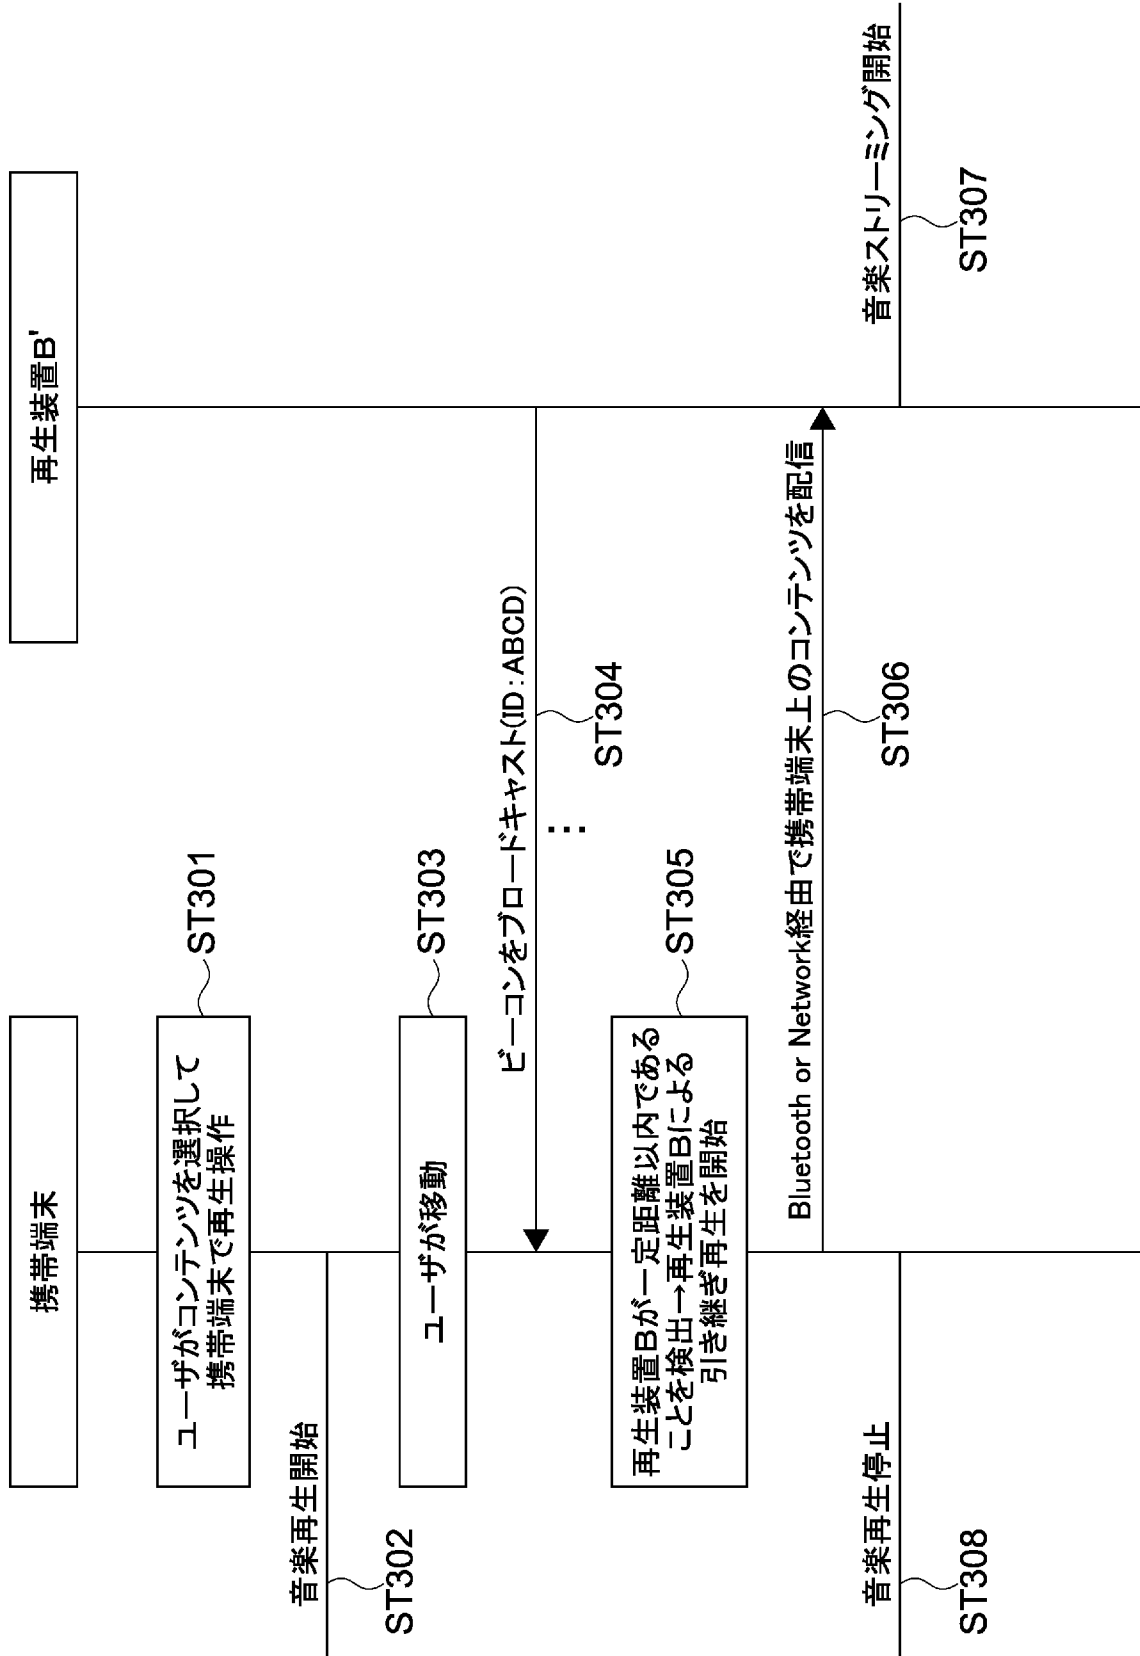 携帯端末
再生装置B'
ユーザがコンテンツを選択して
携帯端末で再生操作
ST301
音楽再生開始
ST302
ユーザが移動
ST303
ビーコンをブロードキャスト(ID:ABCD)
ST304
再生装置Bが一定距離以内である
ことを検出→再生装置Bによる
引き継ぎ再生を開始
ST305
Bluetooth or Network経由で携帯端末上のコンテンツを配信
ST306
音楽再生停止
ST308
音楽ストリーミング開始
ST307